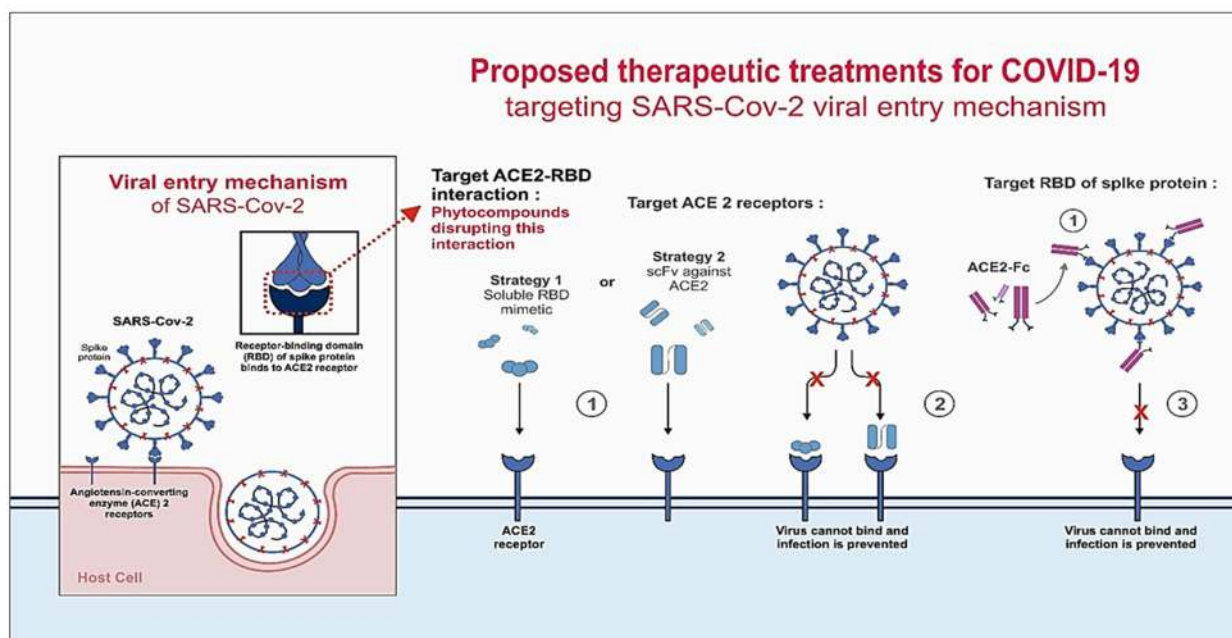 Proposed therapeutic treatments for COVID-19
targeting SARS-Cov-2 viral entry mechanism
Viral entry mechanism
of SARS-Cov-2
Receptor-binding domain
(RBD) of spike protein
binds to ACE2 receptor
SARS-Cov-2
Spike
protein
Angiotensin-converting
enzyme (ACE) 2
receptors
Host Cell
Target ACE2-RBD
interaction :
Phytocompounds
disrupting this
interaction
Target ACE 2 receptors :
Strategy 1
Soluble RBD
mimetic
or
Strategy 2
scFv against
ACE2
1
ACE2
receptor
2
Virus cannot bind and
infection is prevented
Target RBD of spike protein :
1
ACE2-Fc
3
Virus cannot bind and
infection is prevented